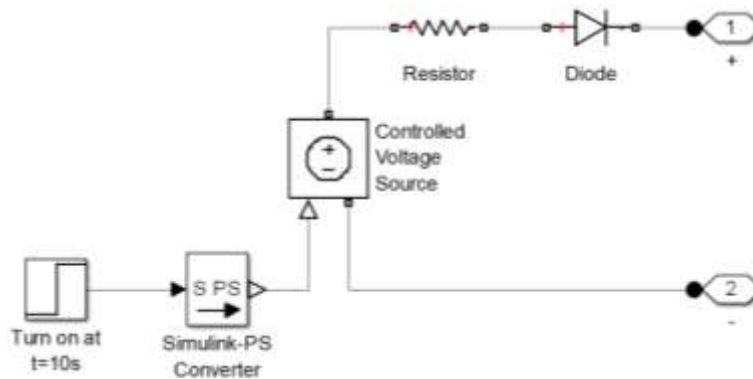 1
+
Resistor
Diode
Controlled
Voltage
Source
+
−
S PS
2
-
Turn on at
t=10s
Simulink-PS
Converter